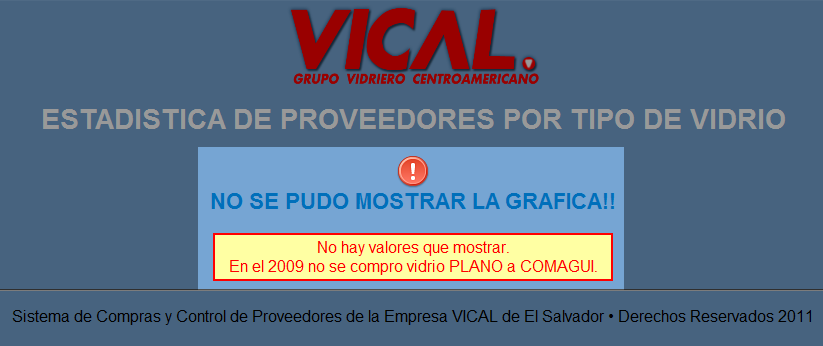 VICAL.
GRUPO VIDRIERO CENTROAMERICANO
ESTADISTICA DE PROVEEDORES POR TIPO DE VIDRIO
!
NO SE PUDO MOSTRAR LA GRAFICA!!
No hay valores que mostrar.
En el 2009 no se compro vidrio PLANO a COMAGUI.
Sistema de Compras y Control de Proveedores de la Empresa VICAL de El Salvador • Derechos Reservados 2011